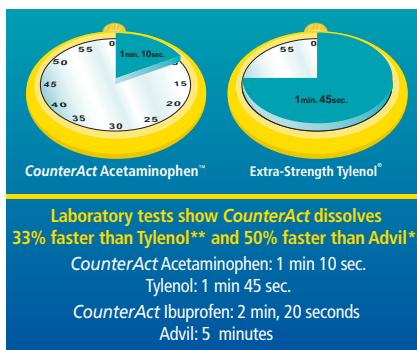 55 0
50
1min. 10sec.
45 15
40 20
35 30 25
CounterAct Acetaminophen™
55 0
1min. 45sec.
Extra-Strength Tylenol®
Laboratory tests show CounterAct dissolves
33% faster than Tylenol** and 50% faster than Advil*
CounterAct Acetaminophen: 1 min 10 sec.
Tylenol: 1 min 45 sec.
CounterAct Ibuprofen: 2 min, 20 seconds
Advil: 5 minutes